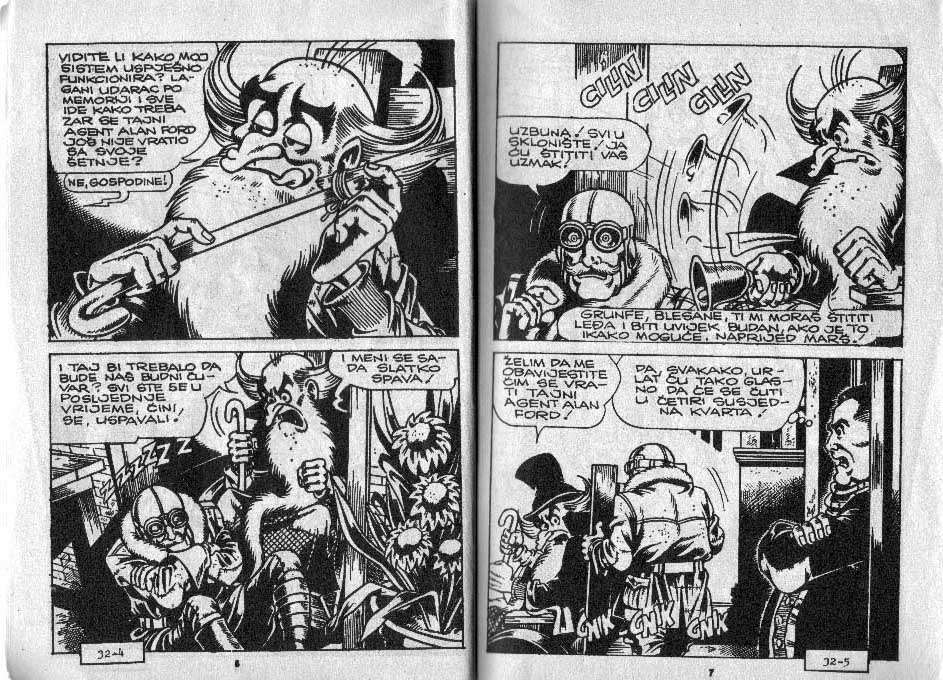 VIDITE LI KAKO MOJ
SISTEM USPJEŠNO
FUNKCIONIRA? LA-
GANI UDARAC PO
MEMORIJI I SVE
IDE KAKO TREBA
ZAR SE TAJNI
AGENT ALAN FORD
JOŠ NIJE VRATIO
SA SVOJE
ŠETNJE?
NE, GOSPODINE!
I TAJ BI TREBALO DA
BUDE NAŠ BUDNI ČU-
VAR? SVI STE SE U
POSLJEDNJE
VRIJEME, ČINI
SE, USPAVALI!
I MENI SE SA-
DA SLATKO
SPAVA!
ZZZZZ
32-4
6
CILIN
CILIN
CILIN
UZBUNA! SVI U
SKLONIŠTE! JA
ĆU ŠTITITI VAŠ
UZMAK!
GRUNFE, BLESANE, TI MI MORAŠ ŠTITITI
LEĐA I BITI UVIJEK BUDAN, AKO JE TO
IKAKO MOGUĆE, NAPRIJED MARŠ!
ŽELIM DA ME
OBAVIJESTITE
ČIM SE VRA-
TI TAJNI
AGENT ALAN
FORD!
DA, SVAKAKO, UR-
LAT ĆU TAKO GLAS-
NO DA ĆE SE ČUTI
U ČETIRI SUSJED-
NA KVARTA!
GNIK
GNIK
GNIK
32-5
7